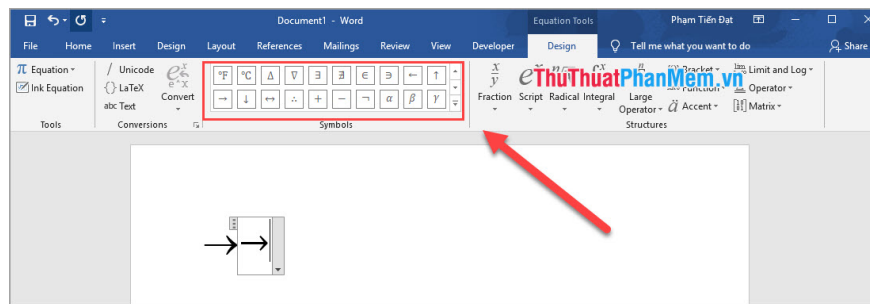 Document1 - Word Equation Tools Phạm Tiến Đạt
File Home Insert Design Layout References Mailings Review View Developer Design Tell me what you want to do Share
π Equation / Unicode °F °C Δ ∇ ∃ ∄ ∈ ∋ ← ↑ Limit and Log
Ink Equation {} LaTeX Operator
abc Text Convert → ↓ ↔ ∴ + − ¬ α β γ Fraction Script Radical Integral Large Operator Accent Matrix
Tools Conversions Symbols Structures
ThuThuatPhanMem.vn
→→